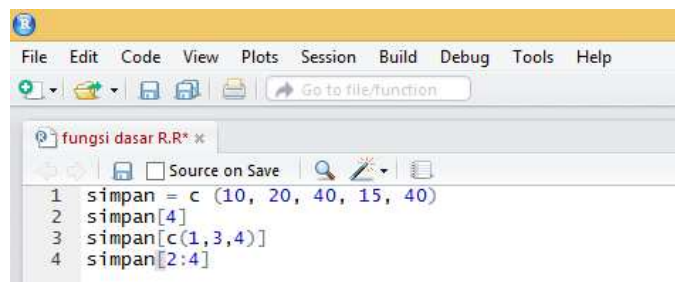 File Edit Code View Plots Session Build Debug Tools Help
Go to file/function
fungsi dasar R.R* ×
Source on Save
1 simpan = c (10, 20, 40, 15, 40)
2 simpan[4]
3 simpan[c(1,3,4)]
4 simpan[2:4]